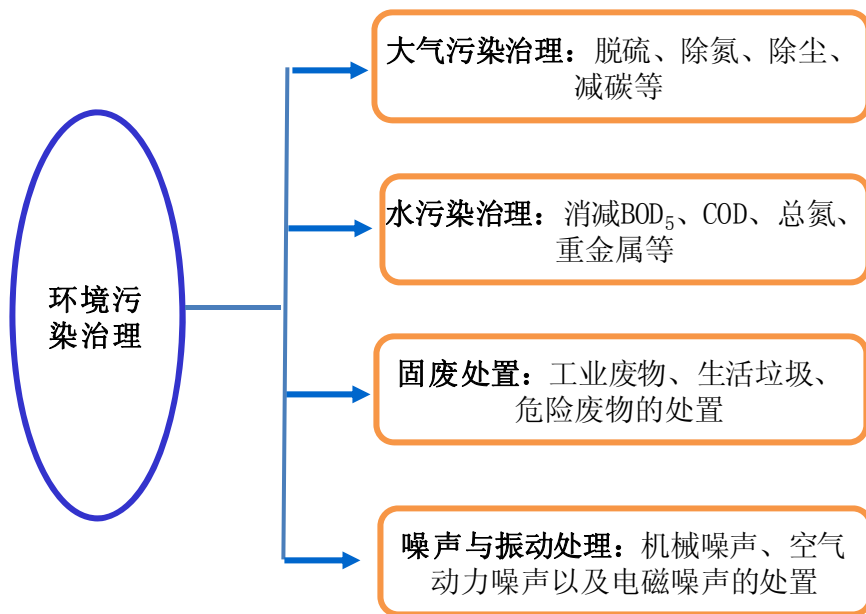 大气污染治理：脱硫、除氮、除尘、
减碳等
水污染治理：消减BOD₅、COD、总氮、
重金属等
环境污
染治理
固废处置：工业废物、生活垃圾、
危险废物的处置
噪声与振动处理：机械噪声、空气
动力噪声以及电磁噪声的处置